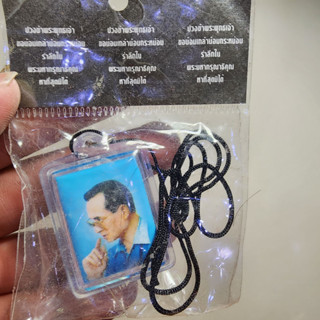 ปวงข้าพระพุทธเจ้า
ขอน้อมเกล้าน้อมกระหม่อม
รำลึกใน
พระมหากรุณาธิคุณ
หาที่สุดมิได้
ปวงข้าพระพุทธเจ้า
ขอน้อมเกล้าน้อมกระหม่อม
รำลึกใน
พระมหากรุณาธิคุณ
หาที่สุดมิได้
ปวงข้าพระพุทธเจ้า
ขอน้อมเกล้าน้อมกระหม่อม
รำลึกใน
พระมหากรุณาธิคุณ
หาที่สุดมิได้